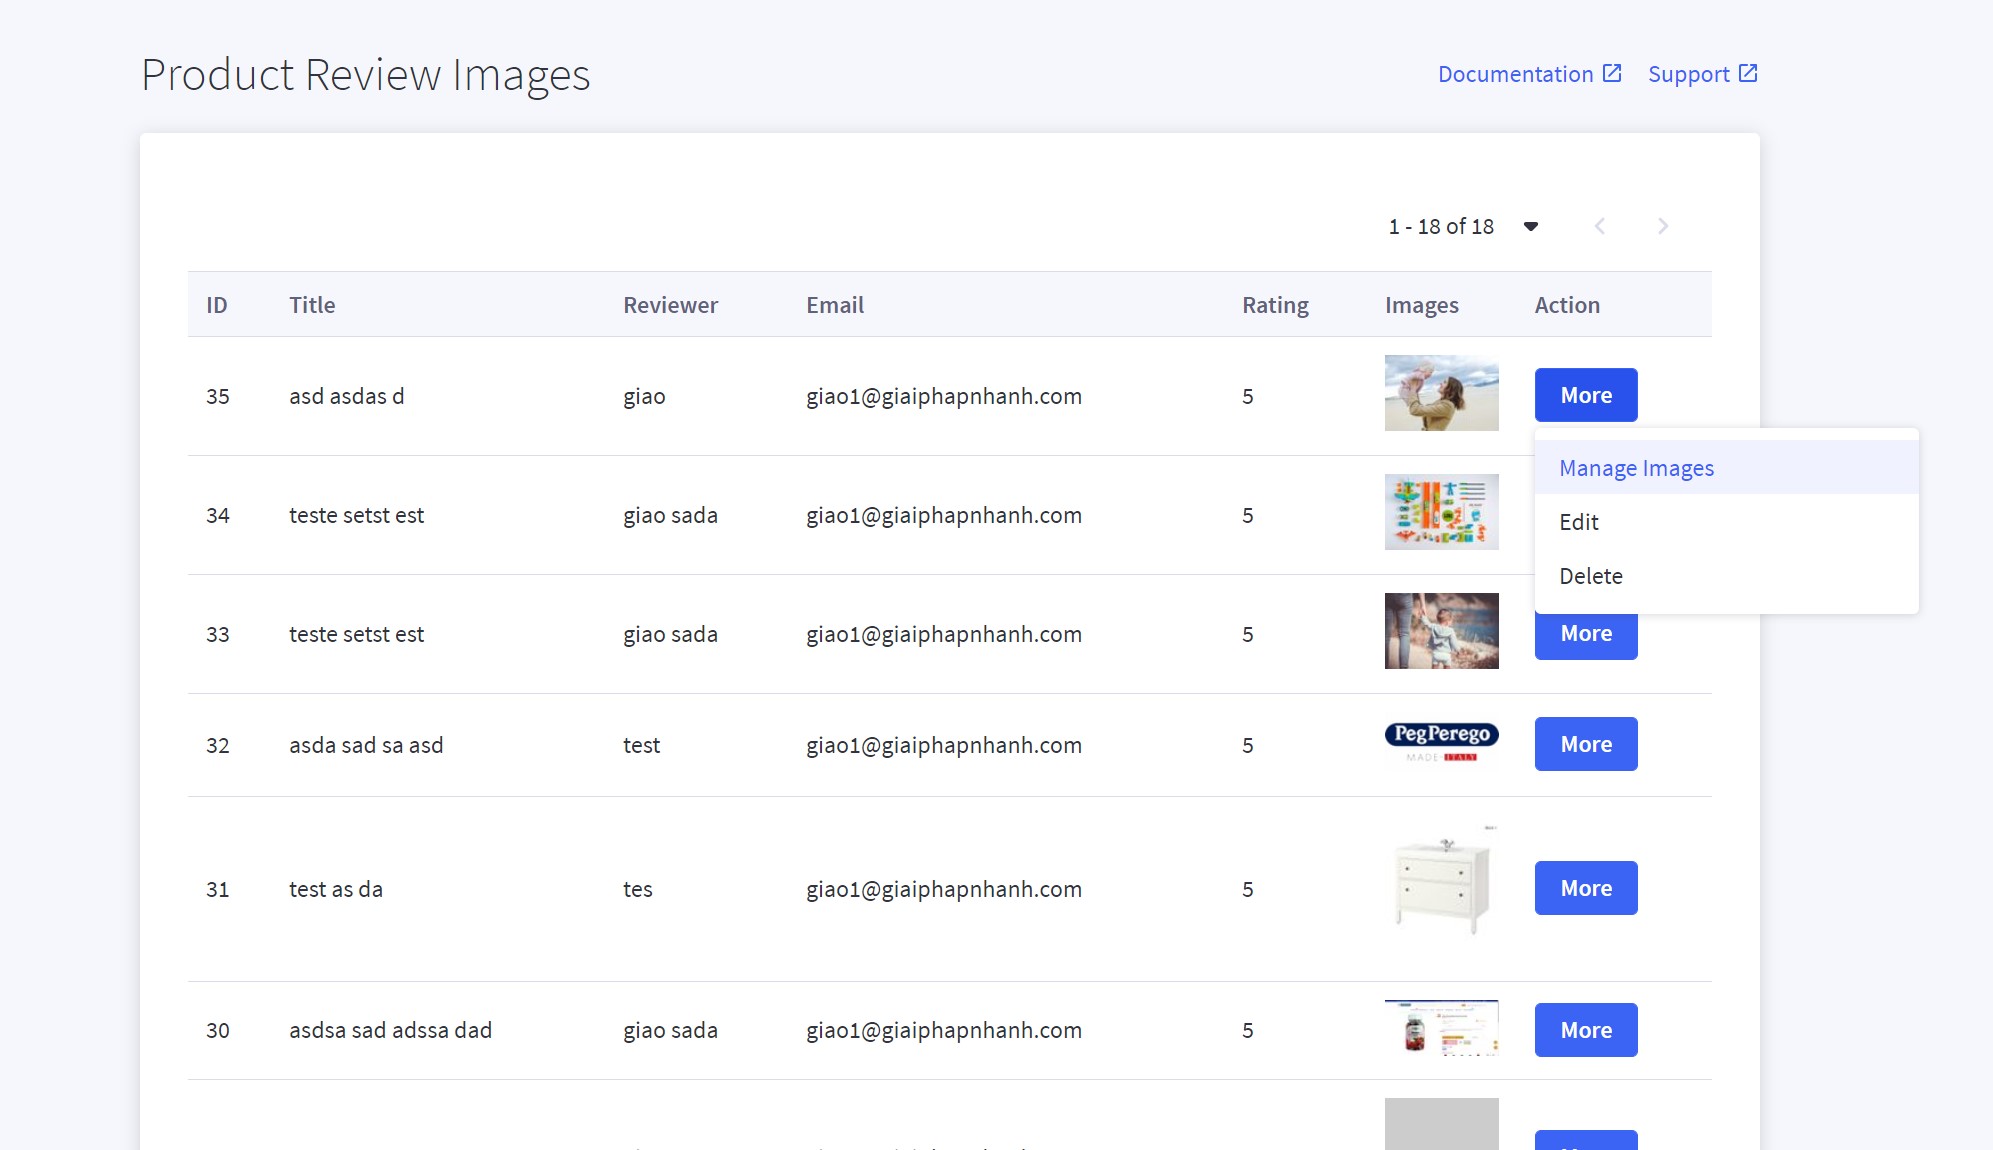 Product Review Images
Documentation Support
1 - 18 of 18
ID Title Reviewer Email Rating Images Action
35 asd asdas d giao giao1@giaiphapnhanh.com 5 More
Manage Images
Edit
Delete
34 teste setst est giao sada giao1@giaiphapnhanh.com 5
33 teste setst est giao sada giao1@giaiphapnhanh.com 5 More
32 asda sad sa asd test giao1@giaiphapnhanh.com 5 PegPerego More
MADE-ITALY
31 test as da tes giao1@giaiphapnhanh.com 5 More
30 asdsa sad adssa dad giao sada giao1@giaiphapnhanh.com 5 More